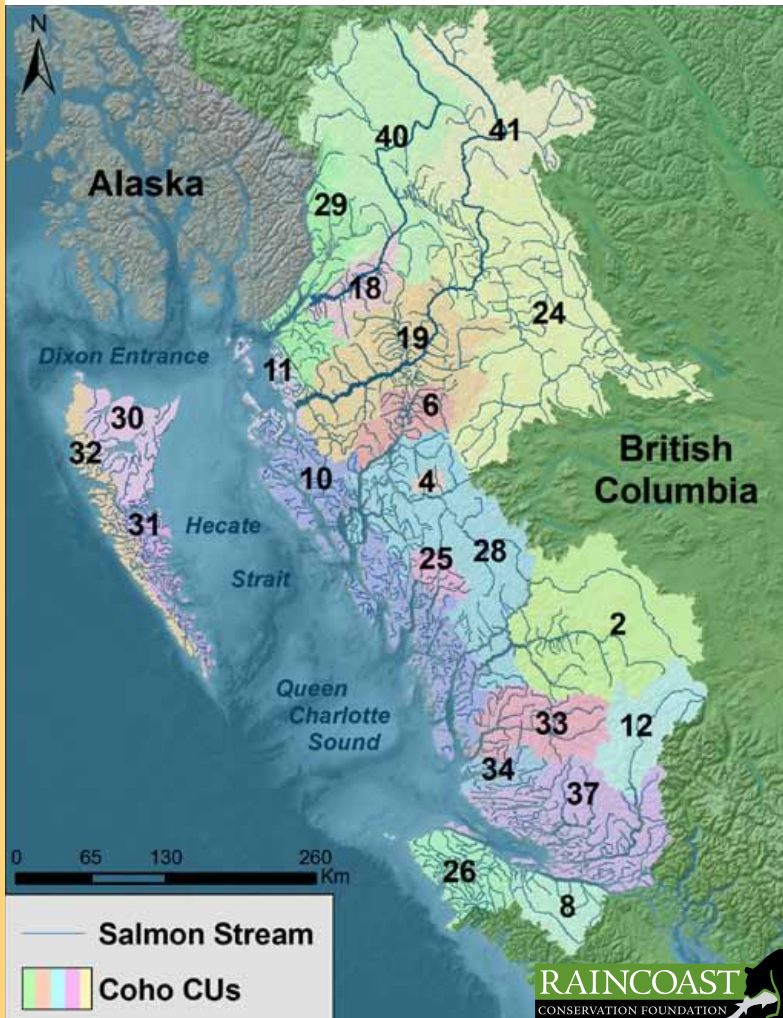 N
40
41
Alaska
29
18
24
19
Dixon Entrance
11
30
6
British
Columbia
32
10
4
31
Hecate
28
25
Strait
2
Queen
Charlotte
Sound
33
12
34
37
0 65 130 260
Km
26
8
Salmon Stream
Coho CUs
RAINCOAST
CONSERVATION FOUNDATION